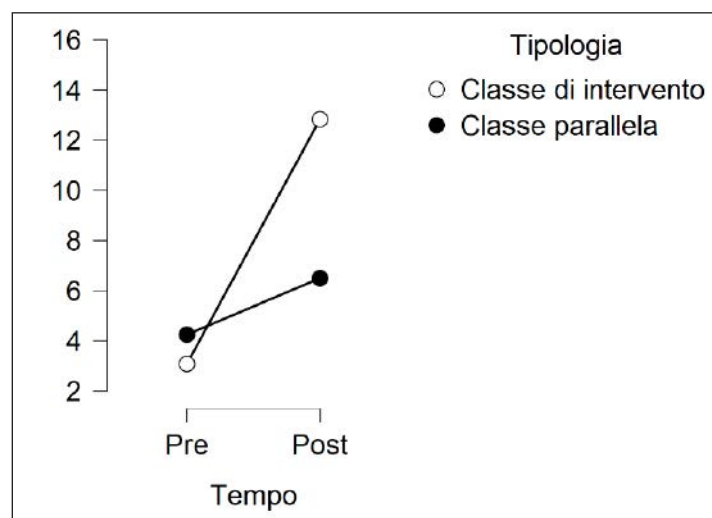 16
14
12
10
8
6
4
2
Pre
Post
Tempo
Tipologia
Classe di intervento
Classe parallela